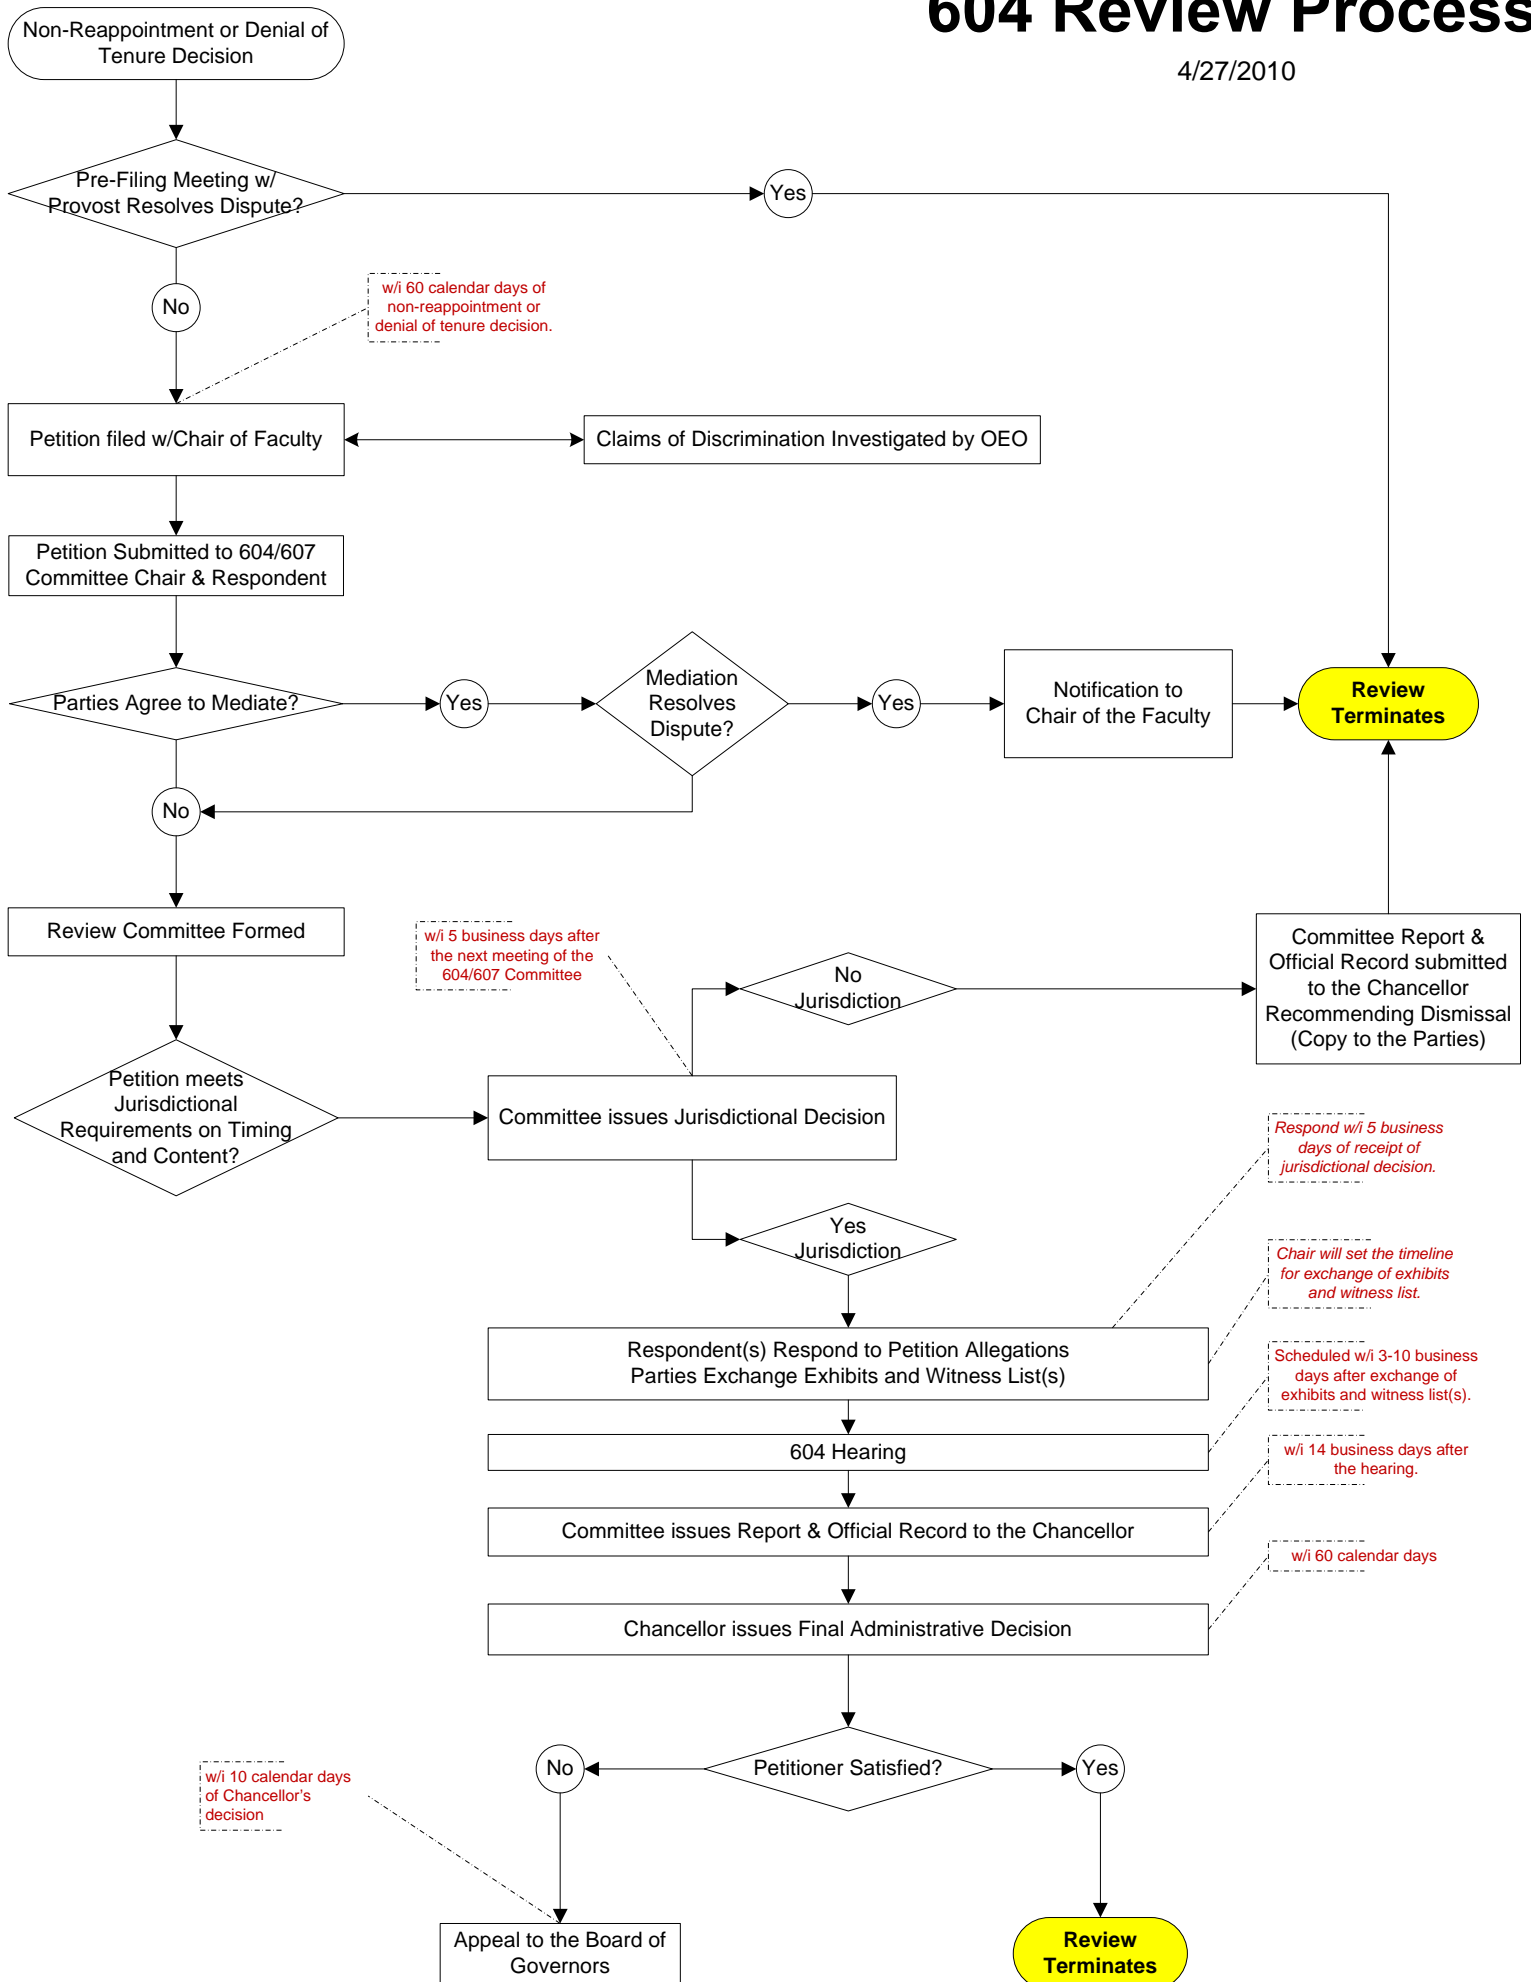 604 Review Process
4/27/2010
Non-Reappointment or Denial of
Tenure Decision
Pre-Filing Meeting w/
Provost Resolves Dispute?
Yes
No
w/i 60 calendar days of
non-reappointment or
denial of tenure decision.
Petition filed w/Chair of Faculty
Claims of Discrimination Investigated by OEO
Petition Submitted to 604/607
Committee Chair & Respondent
Parties Agree to Mediate?
Yes
Mediation
Resolves
Dispute?
Yes
Notification to
Chair of the Faculty
Review
Terminates
No
Review Committee Formed
w/i 5 business days after
the next meeting of the
604/607 Committee
No
Jurisdiction
Committee Report &
Official Record submitted
to the Chancellor
Recommending Dismissal
(Copy to the Parties)
Petition meets
Jurisdictional
Requirements on Timing
and Content?
Committee issues Jurisdictional Decision
Respond w/i 5 business
days of receipt of
jurisdictional decision.
Yes
Jurisdiction
Chair will set the timeline
for exchange of exhibits
and witness list.
Respondent(s) Respond to Petition Allegations
Parties Exchange Exhibits and Witness List(s)
Scheduled w/i 3-10 business
days after exchange of
exhibits and witness list(s).
604 Hearing
w/i 14 business days after
the hearing.
Committee issues Report & Official Record to the Chancellor
w/i 60 calendar days
Chancellor issues Final Administrative Decision
Petitioner Satisfied?
No
Yes
w/i 10 calendar days
of Chancellor's
decision
Appeal to the Board of
Governors
Review
Terminates